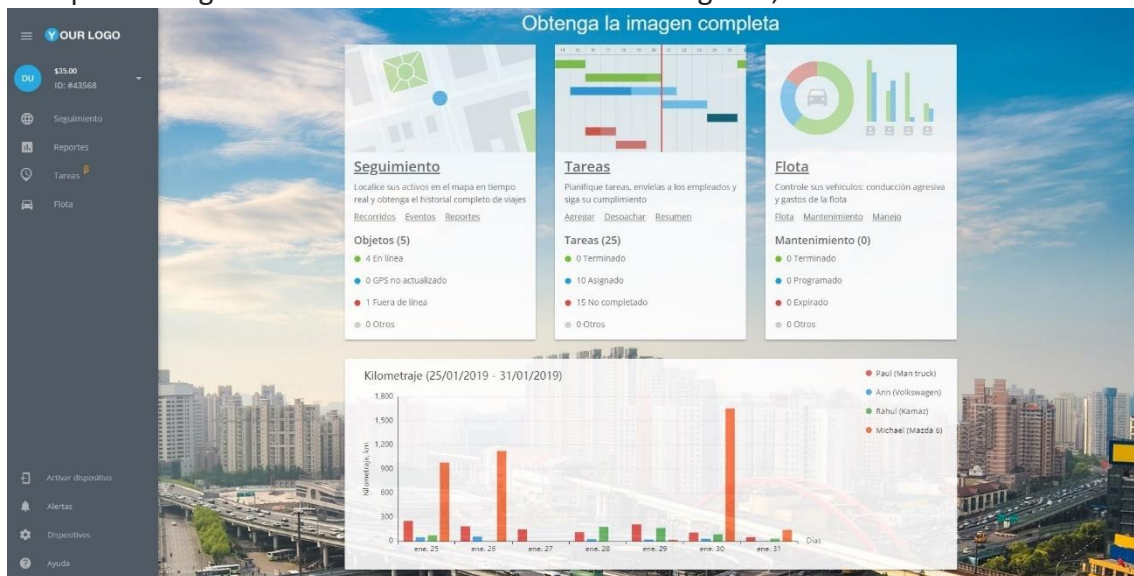 Obtenga la imagen completa
YOUR LOGO
DU
$35.00
ID: #43568
Seguimiento
Reportes
Tareas β
Flota
Activar dispositivo
Alertas
Dispositivos
Ayuda
Seguimiento
Localice sus activos en el mapa en tiempo
real y obtenga el historial completo de viajes
Recorridos Eventos Reportes
Objetos (5)
4 En línea
0 GPS no actualizado
1 Fuera de línea
0 Otros
Tareas
Planifique tareas, envíelas a los empleados y
siga su cumplimiento
Agregar Despachar Resumen
Tareas (25)
0 Terminado
10 Asignado
15 No completado
0 Otros
Flota
Controle sus vehículos: conducción agresiva
y gastos de la flota
Flota Mantenimiento Manejo
Mantenimiento (0)
0 Terminado
0 Programado
0 Expirado
0 Otros
Kilometraje (25/01/2019 - 31/01/2019)
Paul (Man truck)
Ann (Volkswagen)
Rahul (Kamaz)
Michael (Mazda 6)
Kilometraje, km
1,800
1,500
1,200
900
600
300
0
ene. 25 ene. 26 ene. 27 ene. 28 ene. 29 ene. 30 ene. 31
Días